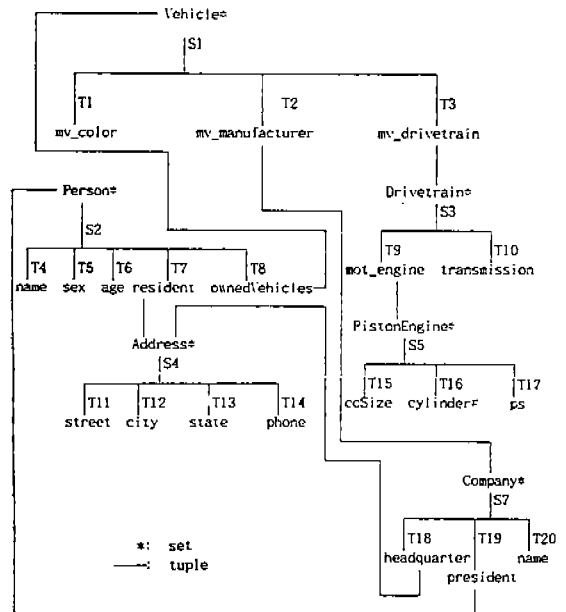 Vehicle*
S1
T1 T2 T3
mv_color mv_manufacturer mv_drivetrain
Person* Drivetrain*
S2 S3
T4 T5 T6 T7 T8 T9 T10
name sex age resident ownedVehicles mot_engine transmission
Address* PistonEngine*
S4 S5
T11 T12 T13 T14 T15 T16 T17
street city state phone ccSize cylinder# ps
Company*
S7
T18 T19 T20
headquarter name
president
*: set
——: tuple